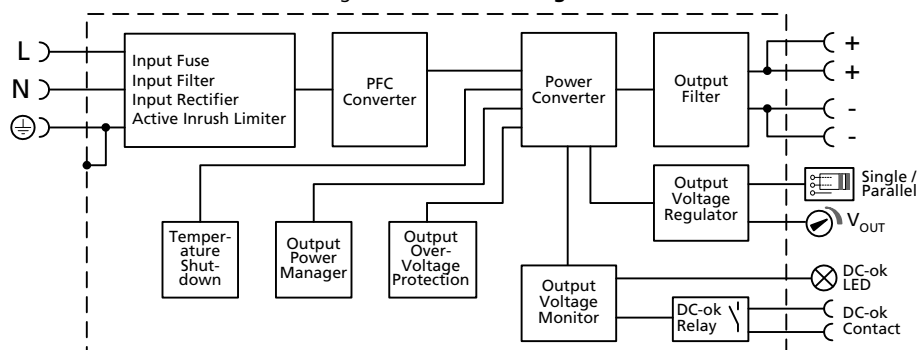 L
N
Input Fuse
Input Filter
Input Rectifier
Active Inrush Limiter
PFC
Converter
Power
Converter
Output
Filter
+
+
-
-
Output
Voltage
Regulator
Single /
Parallel
VOUT
Temper-
ature
Shut-
down
Output
Power
Manager
Output
Over-
Voltage
Protection
Output
Voltage
Monitor
DC-ok
Relay
DC-ok
LED
DC-ok
Contact